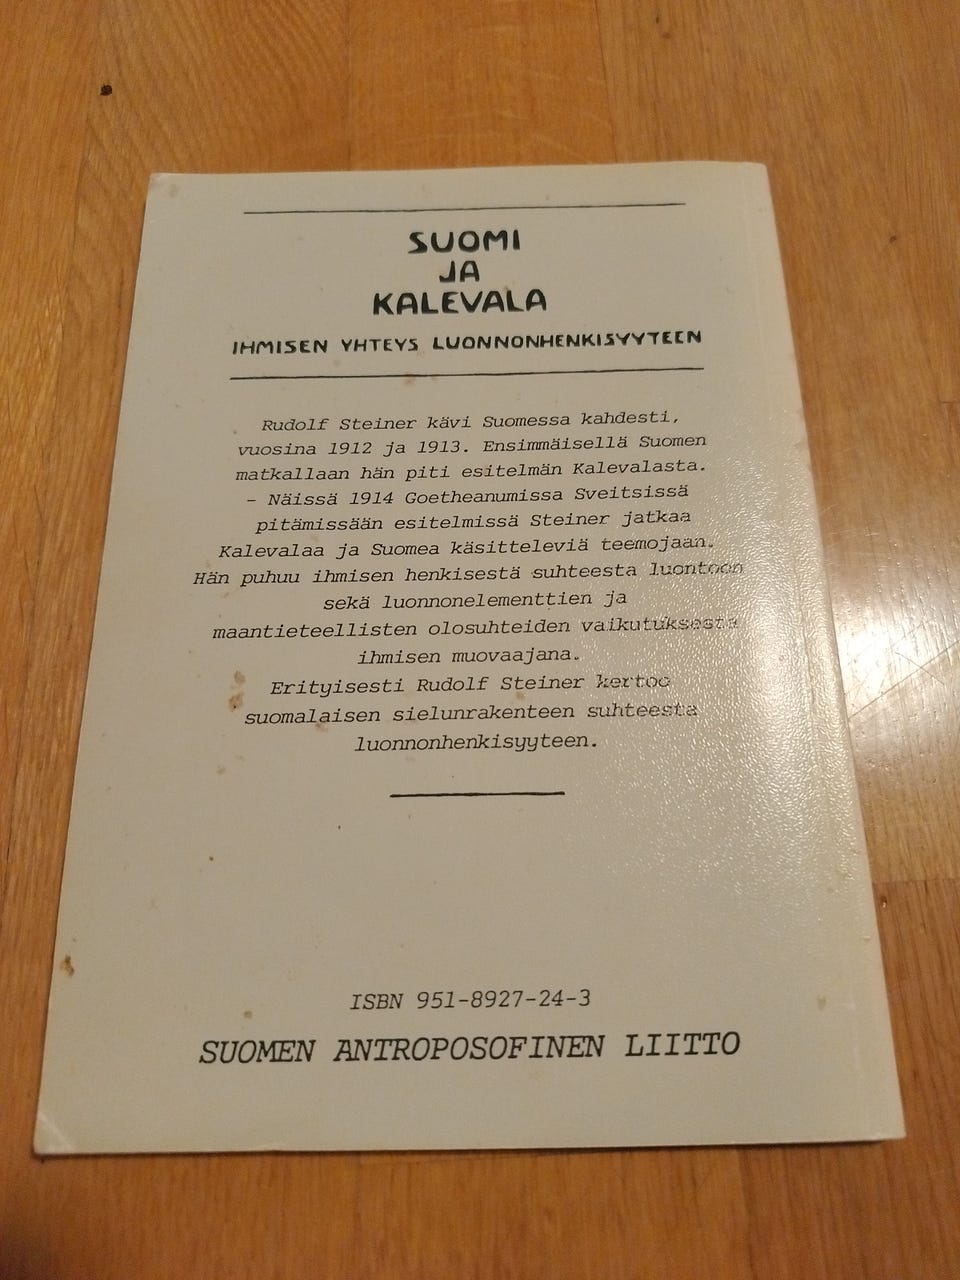 SUOMI
JA
KALEVALA
IHMISEN YHTEYS LUONNONHENKISYYTEEN
Rudolf Steiner kävi Suomessa kahdesti,
vuosina 1912 ja 1913. Ensimmäisellä Suomen
matkallaan hän piti esitelmän Kalevalasta.
- Näissä 1914 Goetheanumissa Sveitsissä
pitämissään esitelmissä Steiner jatkaa
Kalevalaa ja Suomea käsitteleviä teemojaan.
Hän puhuu ihmisen henkisestä suhteesta luontoon
sekä luonnonelementtien ja
maantieteellisten olosuhteiden vaikutuksesta
ihmisen muovaajana.
Erityisesti Rudolf Steiner kertoo
suomalaisen sielunrakenteen suhteesta
luonnonhenkisyyteen.
ISBN 951-8927-24-3
SUOMEN ANTROPOSOFINEN LIITTO